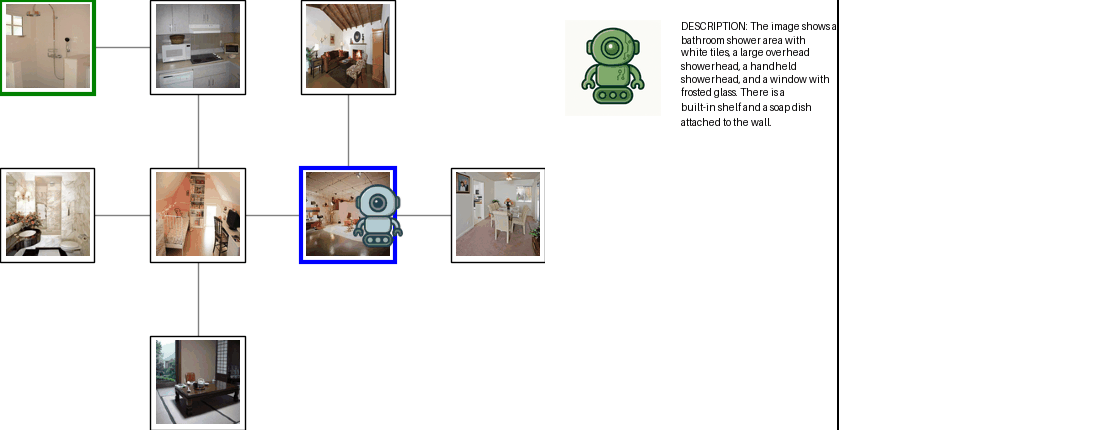 DESCRIPTION: The image shows a
bathroom shower area with
white tiles, a large overhead
showerhead, a handheld
showerhead, and a window with
frosted glass. There is a
built-in shelf and a soap dish
attached to the wall.